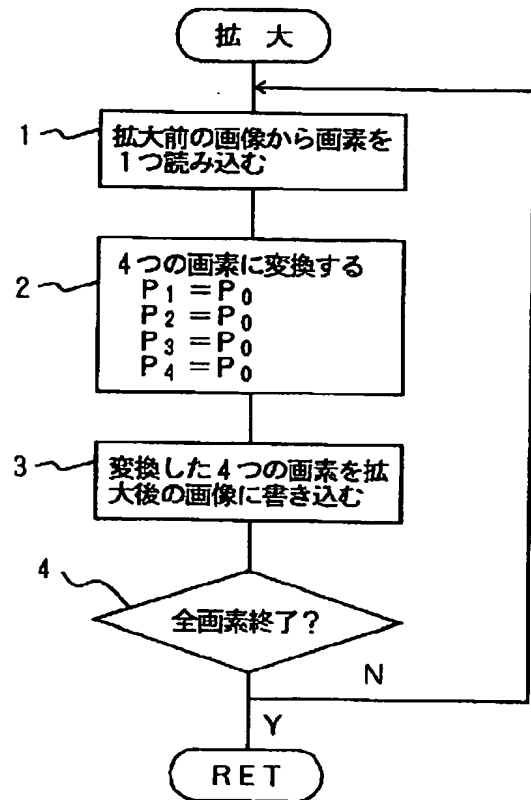 拡 大
1
拡大前の画像から画素を
1つ読み込む
2
4つの画素に変換する
P₁=P₀
P₂=P₀
P₃=P₀
P₄=P₀
3
変換した4つの画素を拡
大後の画像に書き込む
4
全画素終了?
N
Y
RET